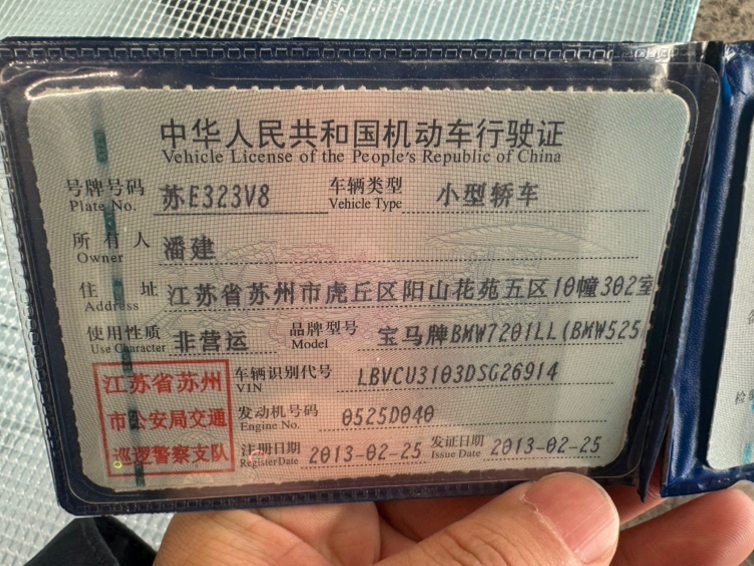 中华人民共和国机动车行驶证
Vehicle License of the People's Republic of China
号牌号码 苏E323V8 车辆类型 小型轿车
Plate No. Vehicle Type
所有人 潘建
Owner
住址 江苏省苏州市虎丘区阳山花苑五区10幢302室
Address
使用性质 非营运 品牌型号 宝马牌BMW7201LL(BMW525
Use Character Model
江苏省苏州
市公安局交通
巡逻警察支队
车辆识别代号 LBVCU3103DSG26914
VIN
发动机号码 0525D040
Engine No.
注册日期 2013-02-25 发证日期 2013-02-25
Register Date Issue Date